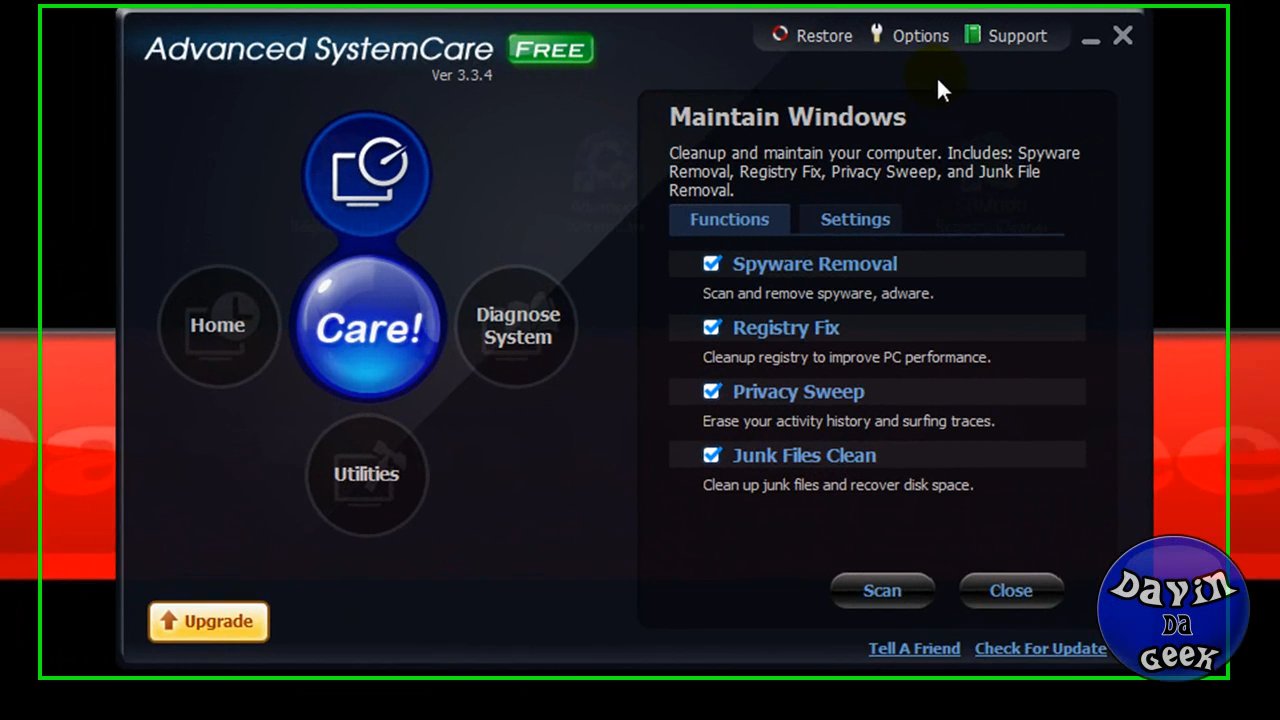 Advanced SystemCare FREE
Ver 3.3.4
Restore
Options
Support
Maintain Windows
Cleanup and maintain your computer. Includes: Spyware
Removal, Registry Fix, Privacy Sweep, and Junk File
Removal.
Functions
Settings
Spyware Removal
Scan and remove spyware, adware.
Registry Fix
Cleanup registry to improve PC performance.
Privacy Sweep
Erase your activity history and surfing traces.
Junk Files Clean
Clean up junk files and recover disk space.
Home
Care!
Diagnose
System
Utilities
Scan
Close
Upgrade
Tell A Friend
Check For Update
Davin
Da
Geek